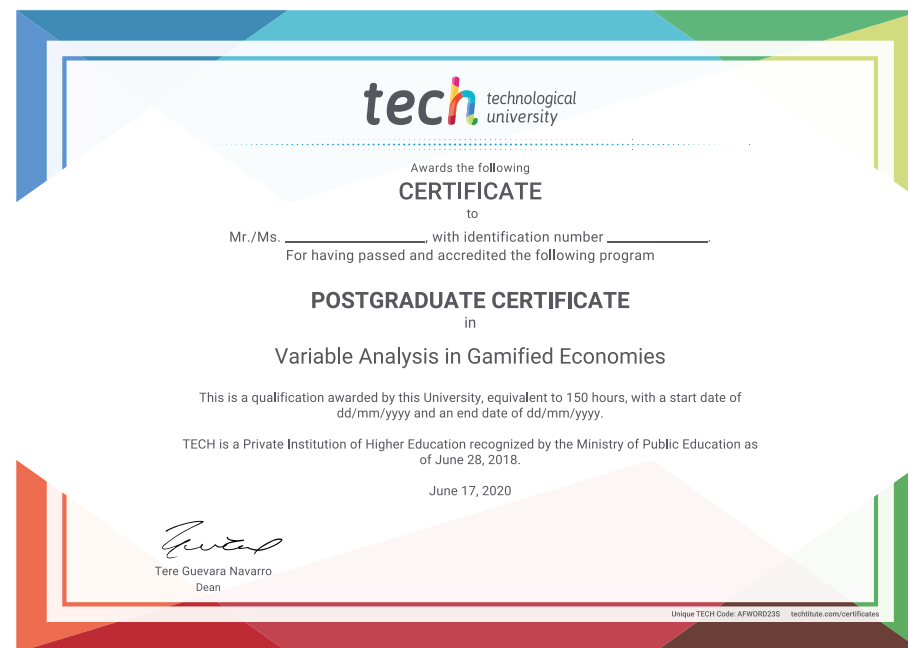 tech technological
university
Awards the following
CERTIFICATE
to
Mr./Ms. ____________________, with identification number ______________.
For having passed and accredited the following program
POSTGRADUATE CERTIFICATE
in
Variable Analysis in Gamified Economies
This is a qualification awarded by this University, equivalent to 150 hours, with a start date of
dd/mm/yyyy and an end date of dd/mm/yyyy.
TECH is a Private Institution of Higher Education recognized by the Ministry of Public Education as
of June 28, 2018.
June 17, 2020
Tere Guevara Navarro
Dean
Unique TECH Code: AFWORD23S techtitute.com/certificates